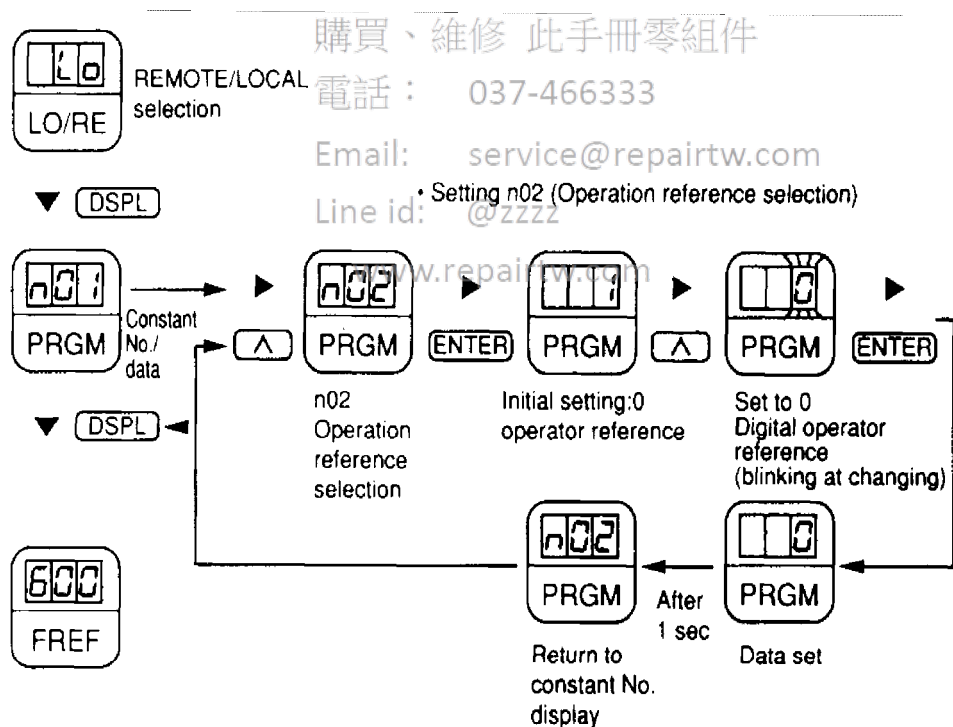 購買、維修 此手冊零組件
電話： 037-466333
Email: service@repairtw.com
Line id: @zzzz
www.repairtw.com
Lo
LO/RE
REMOTE/LOCAL
selection
▼ DSPL
• Setting n02 (Operation reference selection)
n01
PRGM
Constant
No./
data
∧
n02
PRGM
ENTER
1
PRGM
∧
0
PRGM
ENTER
n02
Operation
reference
selection
Initial setting:0
operator reference
Set to 0
Digital operator
reference
(blinking at changing)
▼ DSPL
n02
PRGM
After
1 sec
0
PRGM
Return to
constant No.
display
Data set
600
FREF